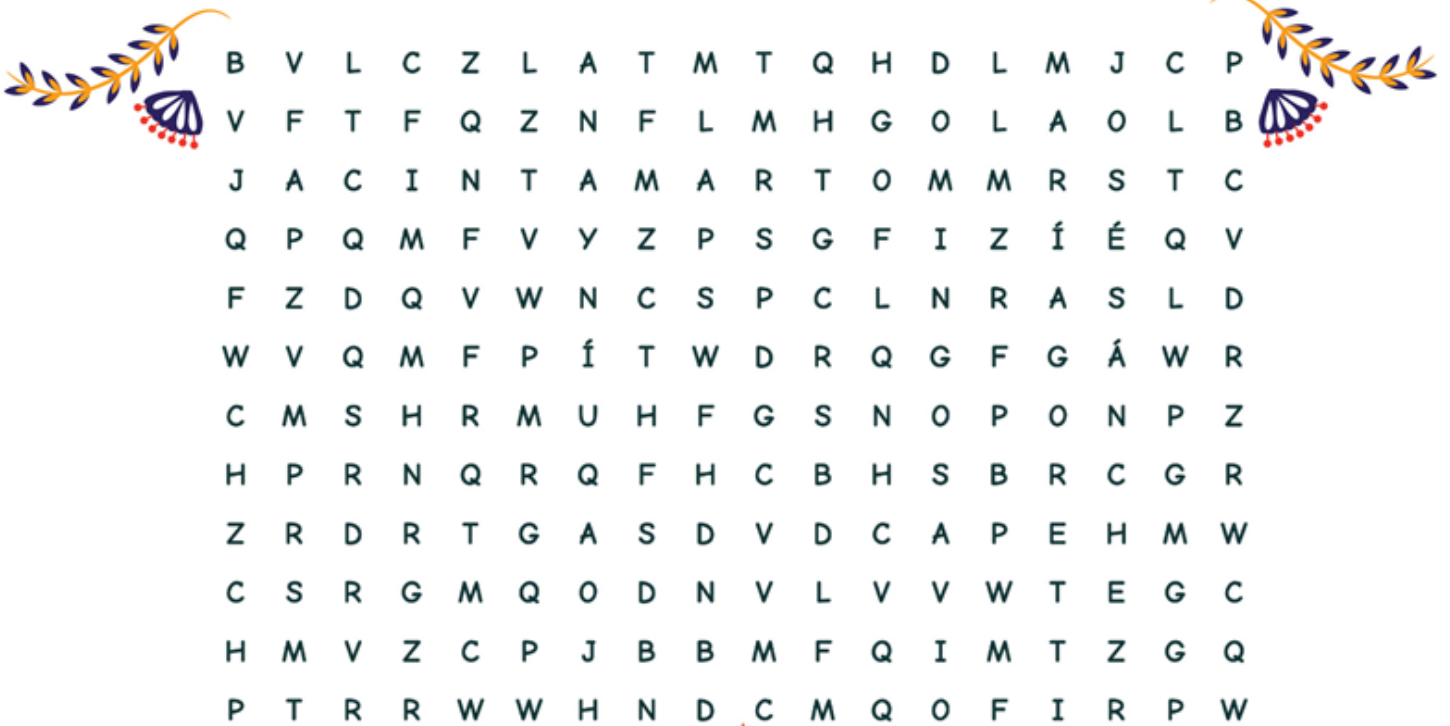 B V L C Z L A T M T Q H D L M J C P
V F T F Q Z N F L M H G O L A O L B
J A C I N T A M A R T O M M R S T C
Q P Q M F V Y Z P S G F I Z Í É Q V
F Z D Q V W N C S P C L N R A S L D
W V Q M F P Í T W D R Q G F G Á W R
C M S H R M U H F G S N O P O N P Z
H P R N Q R Q F H C B H S B R C G R
Z R D R T G A S D V D C A P E H M W
C S R G M Q O D N V L V V W T E G C
H M V Z C P J B B M F Q I M T Z G Q
P T R R W W H N D C M Q O F I R P W